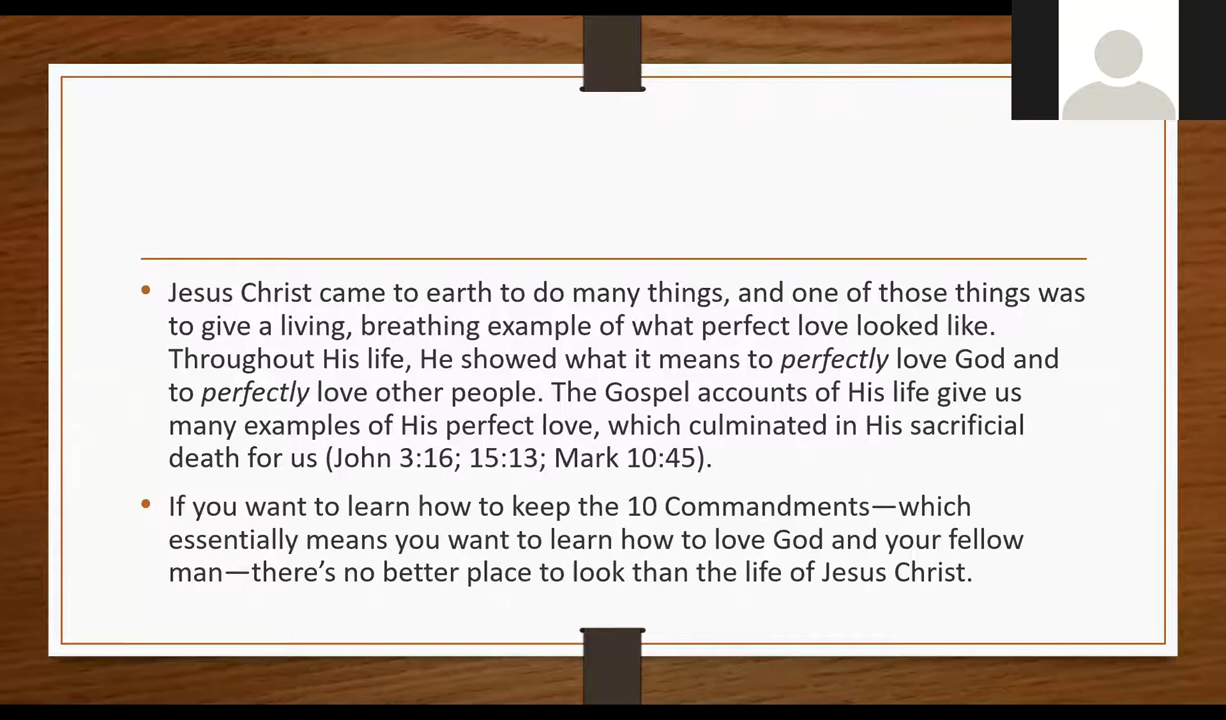 • Jesus Christ came to earth to do many things, and one of those things was
to give a living, breathing example of what perfect love looked like.
Throughout His life, He showed what it means to perfectly love God and
to perfectly love other people. The Gospel accounts of His life give us
many examples of His perfect love, which culminated in His sacrificial
death for us (John 3:16; 15:13; Mark 10:45).
• If you want to learn how to keep the 10 Commandments—which
essentially means you want to learn how to love God and your fellow
man—there’s no better place to look than the life of Jesus Christ.